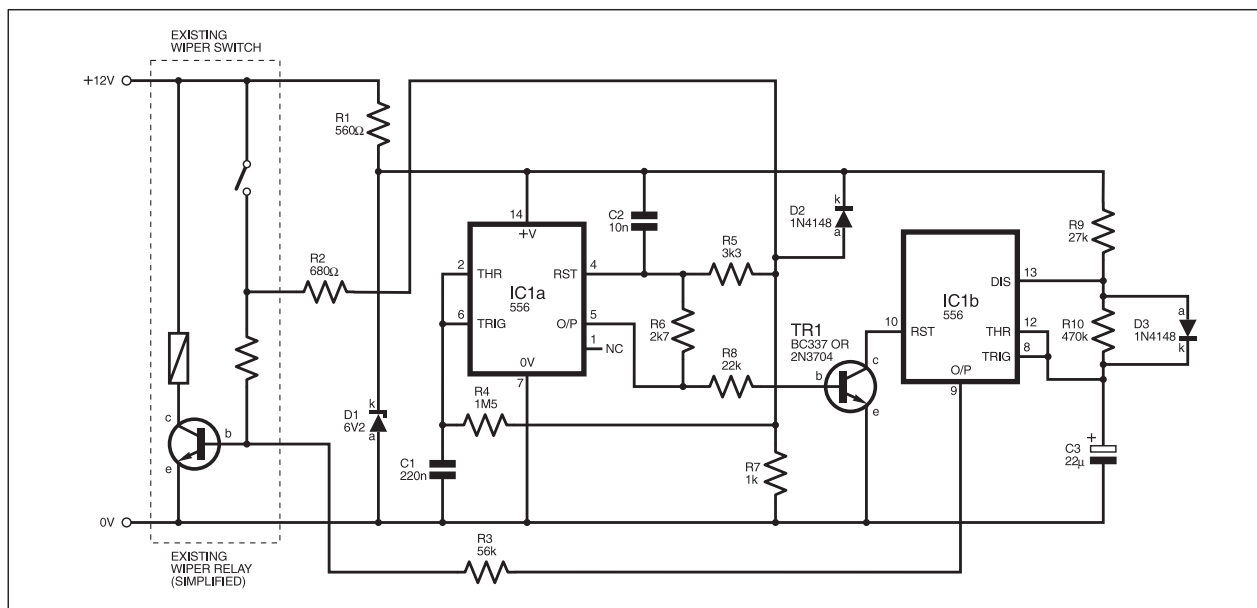 EXISTING
WIPER SWITCH
+12V
R1
560Ω
R2
680Ω
C2
10n
D2
1N4148
k
a
R9
27k
14
+V
2
THR
RST
4
R5
3k3
IC1a
556
6
TRIG
O/P
5
1
NC
0V
7
R6
2k7
R8
22k
TR1
BC337 OR
2N3704
b
c
e
10
RST
IC1b
556
DIS
13
THR
12
TRIG
8
O/P
9
R10
470k
a
D3
1N4148
k
R4
1M5
k
D1
6V2
a
c
b
e
C1
220n
R7
1k
+
C3
22µ
0V
R3
56k
EXISTING
WIPER RELAY
(SIMPLIFIED)